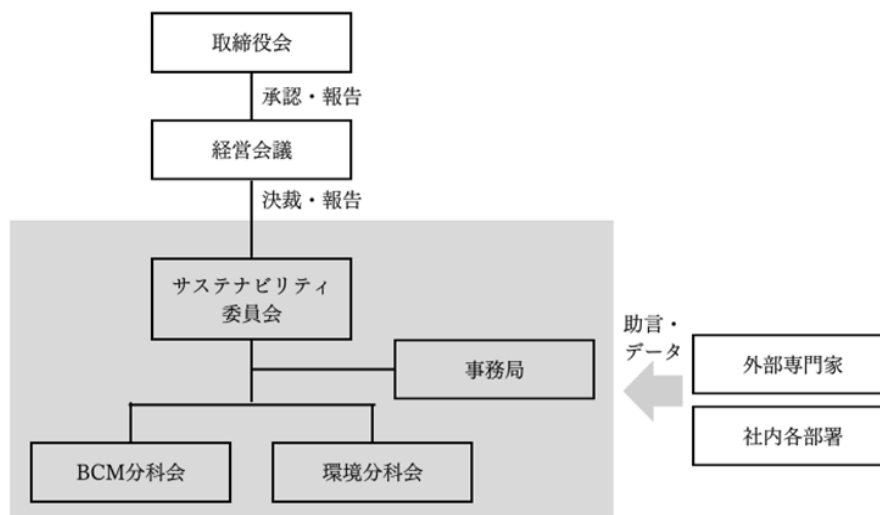 取締役会
承認・報告
経営会議
決裁・報告
サステナビリティ
委員会
事務局
BCM分科会
環境分科会
助言・
データ
外部専門家
社内各部署